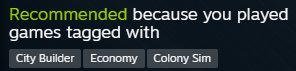 Recommended because you played
games tagged with
City Builder Economy Colony Sim